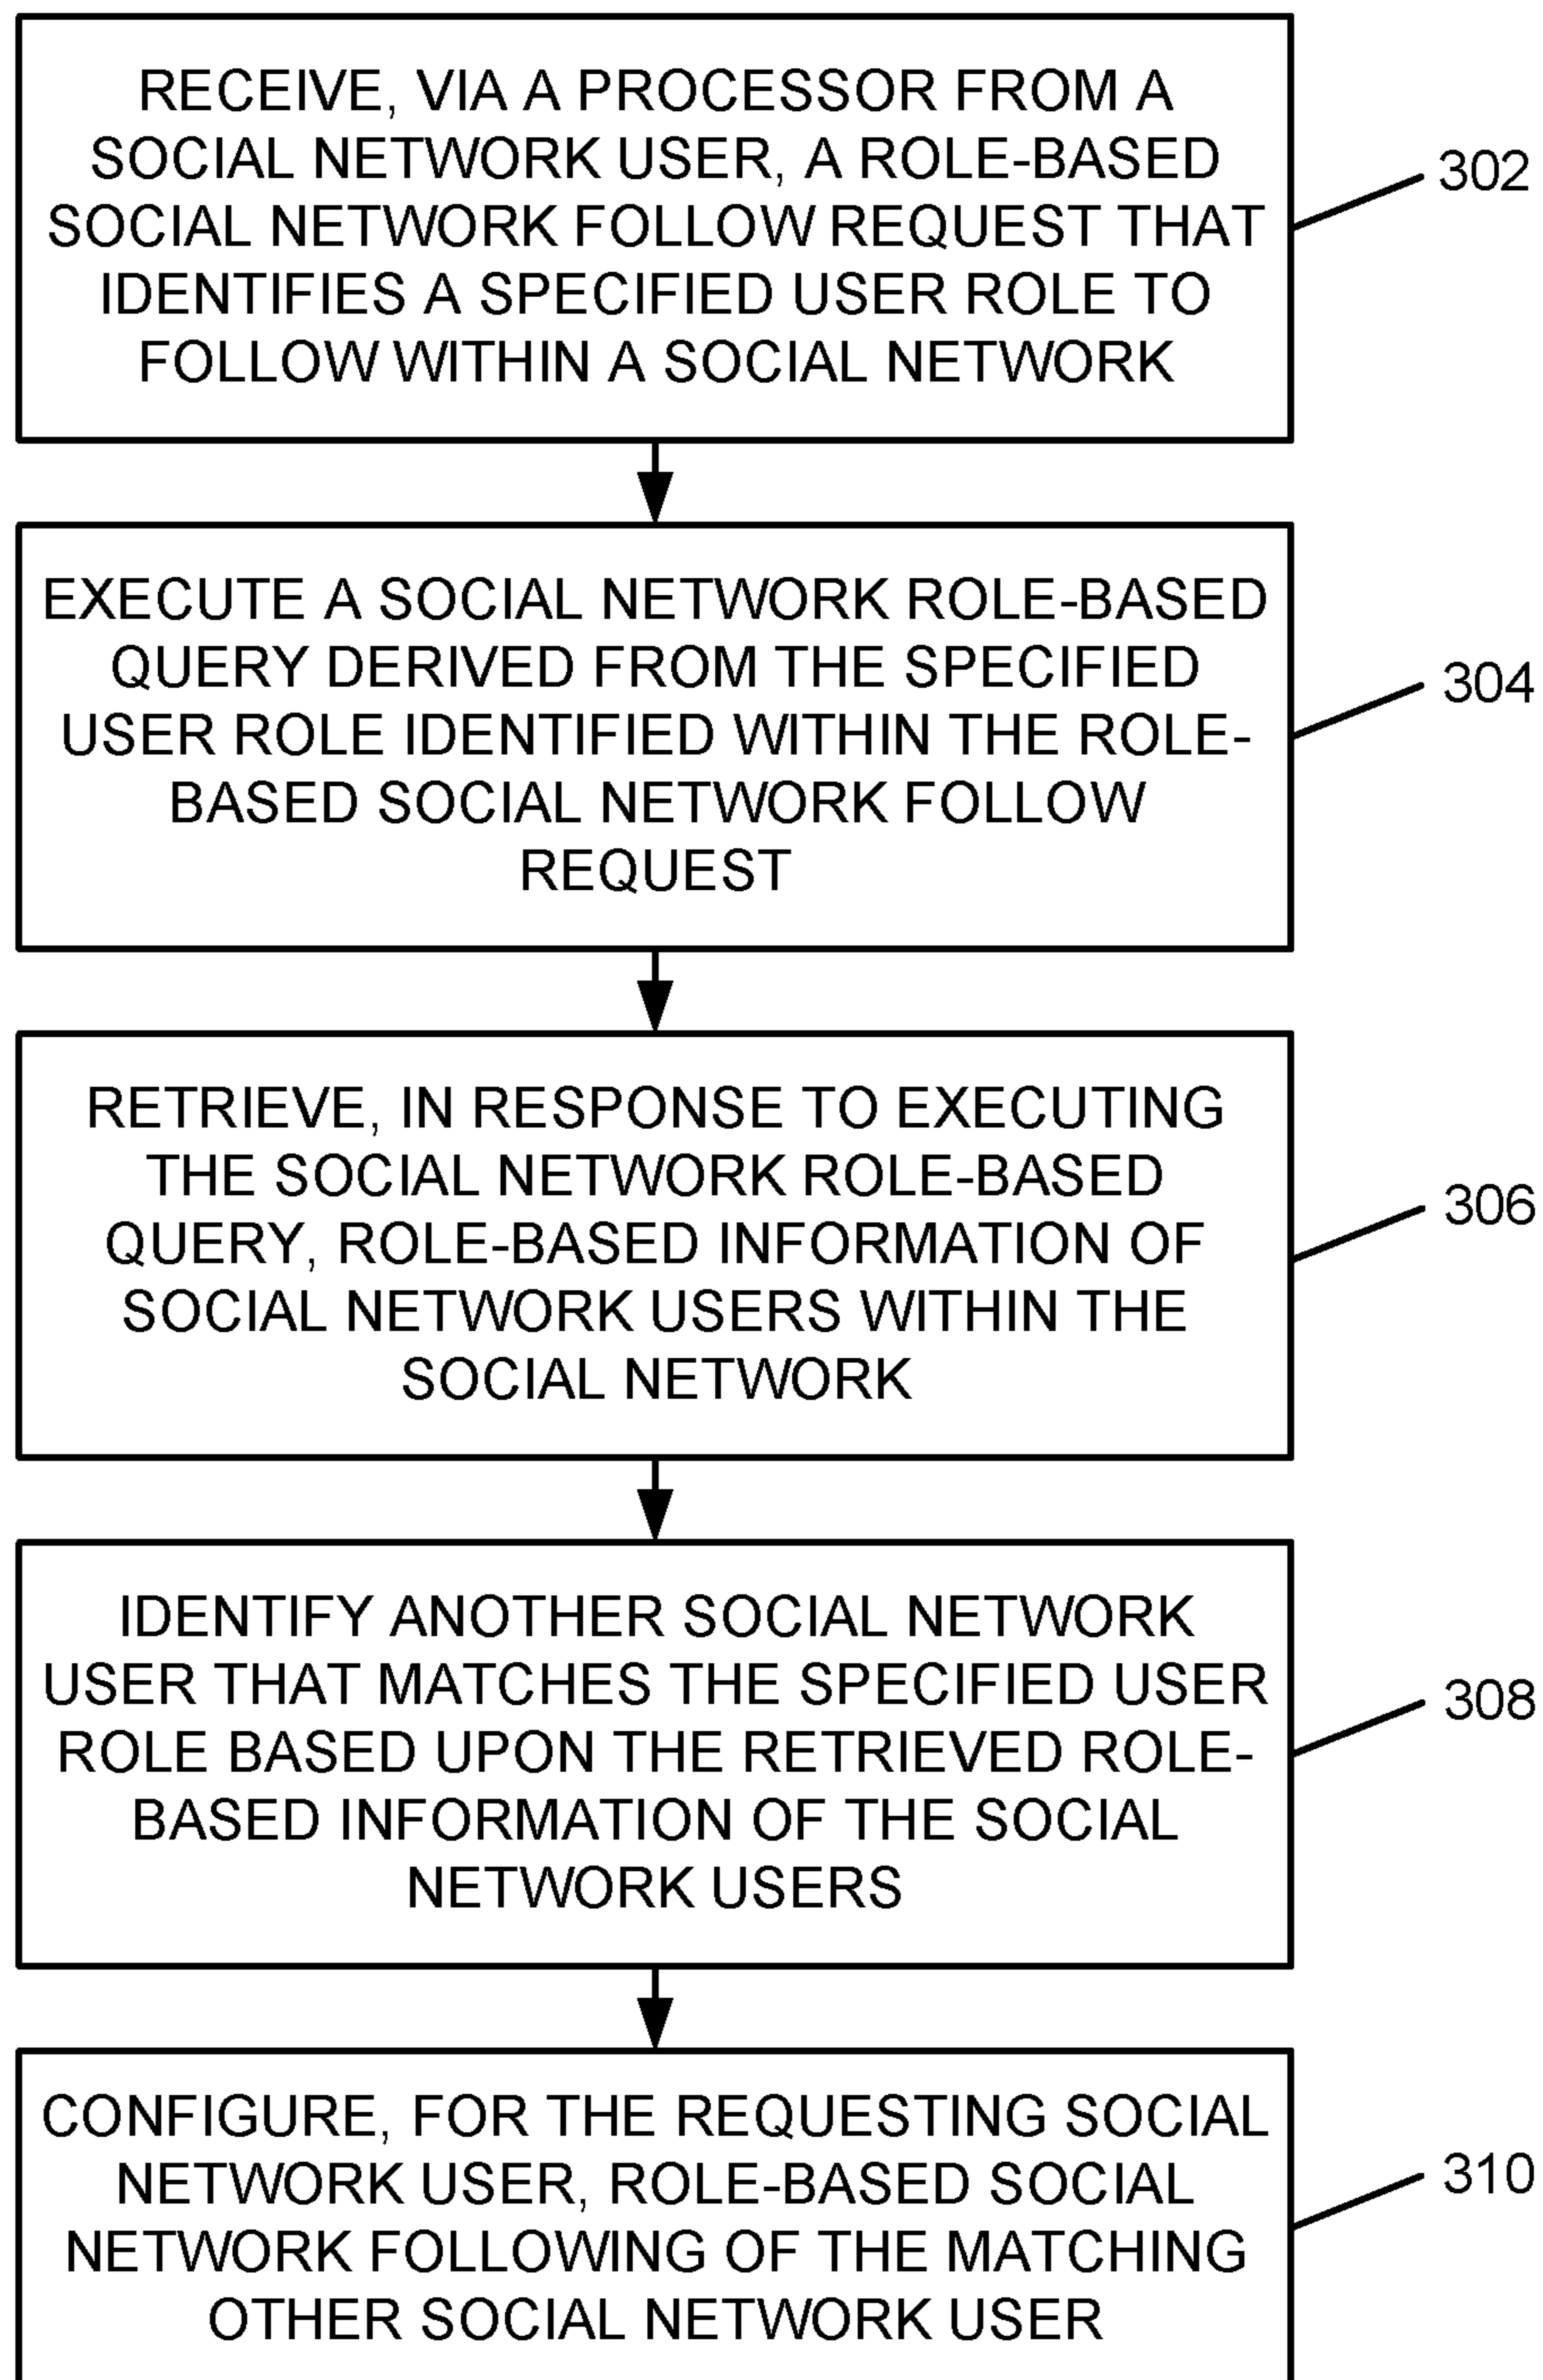 RECEIVE, VIA A PROCESSOR FROM A
SOCIAL NETWORK USER, A ROLE-BASED
SOCIAL NETWORK FOLLOW REQUEST THAT
IDENTIFIES A SPECIFIED USER ROLE TO
FOLLOW WITHIN A SOCIAL NETWORK
302
EXECUTE A SOCIAL NETWORK ROLE-BASED
QUERY DERIVED FROM THE SPECIFIED
USER ROLE IDENTIFIED WITHIN THE ROLE-
BASED SOCIAL NETWORK FOLLOW
REQUEST
304
RETRIEVE, IN RESPONSE TO EXECUTING
THE SOCIAL NETWORK ROLE-BASED
QUERY, ROLE-BASED INFORMATION OF
SOCIAL NETWORK USERS WITHIN THE
SOCIAL NETWORK
306
IDENTIFY ANOTHER SOCIAL NETWORK
USER THAT MATCHES THE SPECIFIED USER
ROLE BASED UPON THE RETRIEVED ROLE-
BASED INFORMATION OF THE SOCIAL
NETWORK USERS
308
CONFIGURE, FOR THE REQUESTING SOCIAL
NETWORK USER, ROLE-BASED SOCIAL
NETWORK FOLLOWING OF THE MATCHING
OTHER SOCIAL NETWORK USER
310